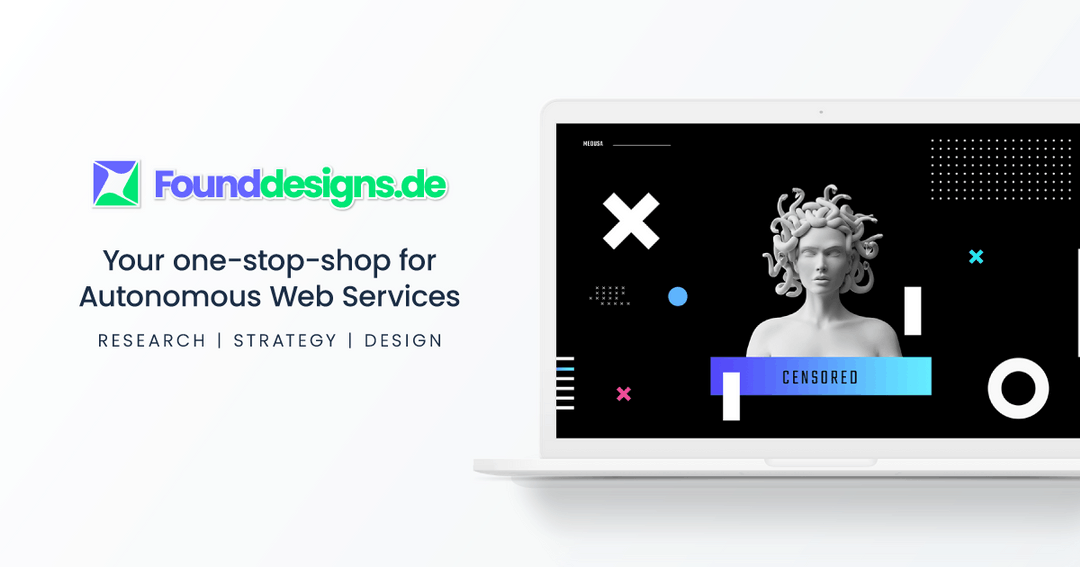 Founddesigns.de
Your one-stop-shop for
Autonomous Web Services
RESEARCH | STRATEGY | DESIGN
MEDUSA
CENSORED